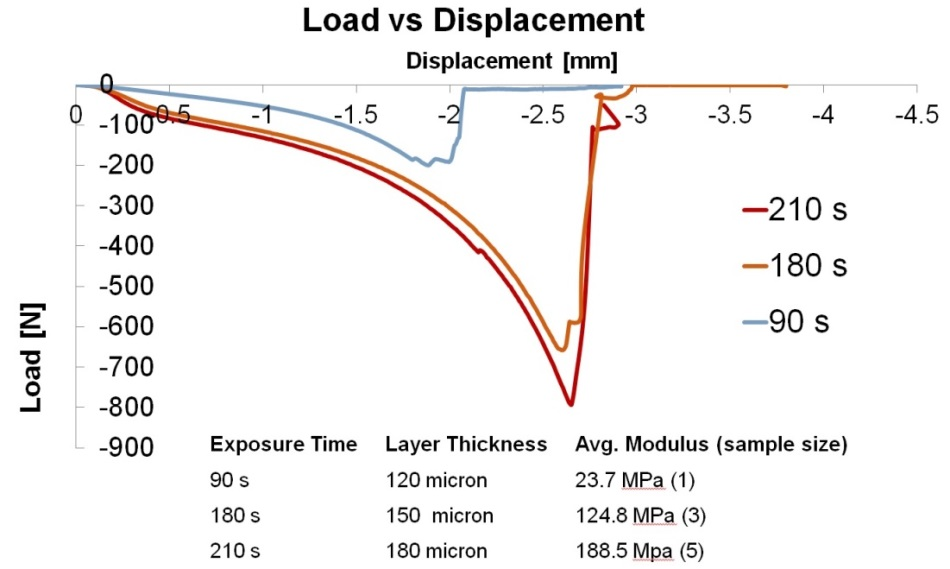 Load vs Displacement
Displacement [mm]
0
0 0.5 -1 -1.5 -2 -2.5 -3 -3.5 -4 -4.5
-100
-200
-300
-400
-500
-600
-700
-800
-900
Load [N]
210 s
180 s
90 s
Exposure Time Layer Thickness Avg. Modulus (sample size)
90 s 120 micron 23.7 MPa (1)
180 s 150 micron 124.8 MPa (3)
210 s 180 micron 188.5 Mpa (5)